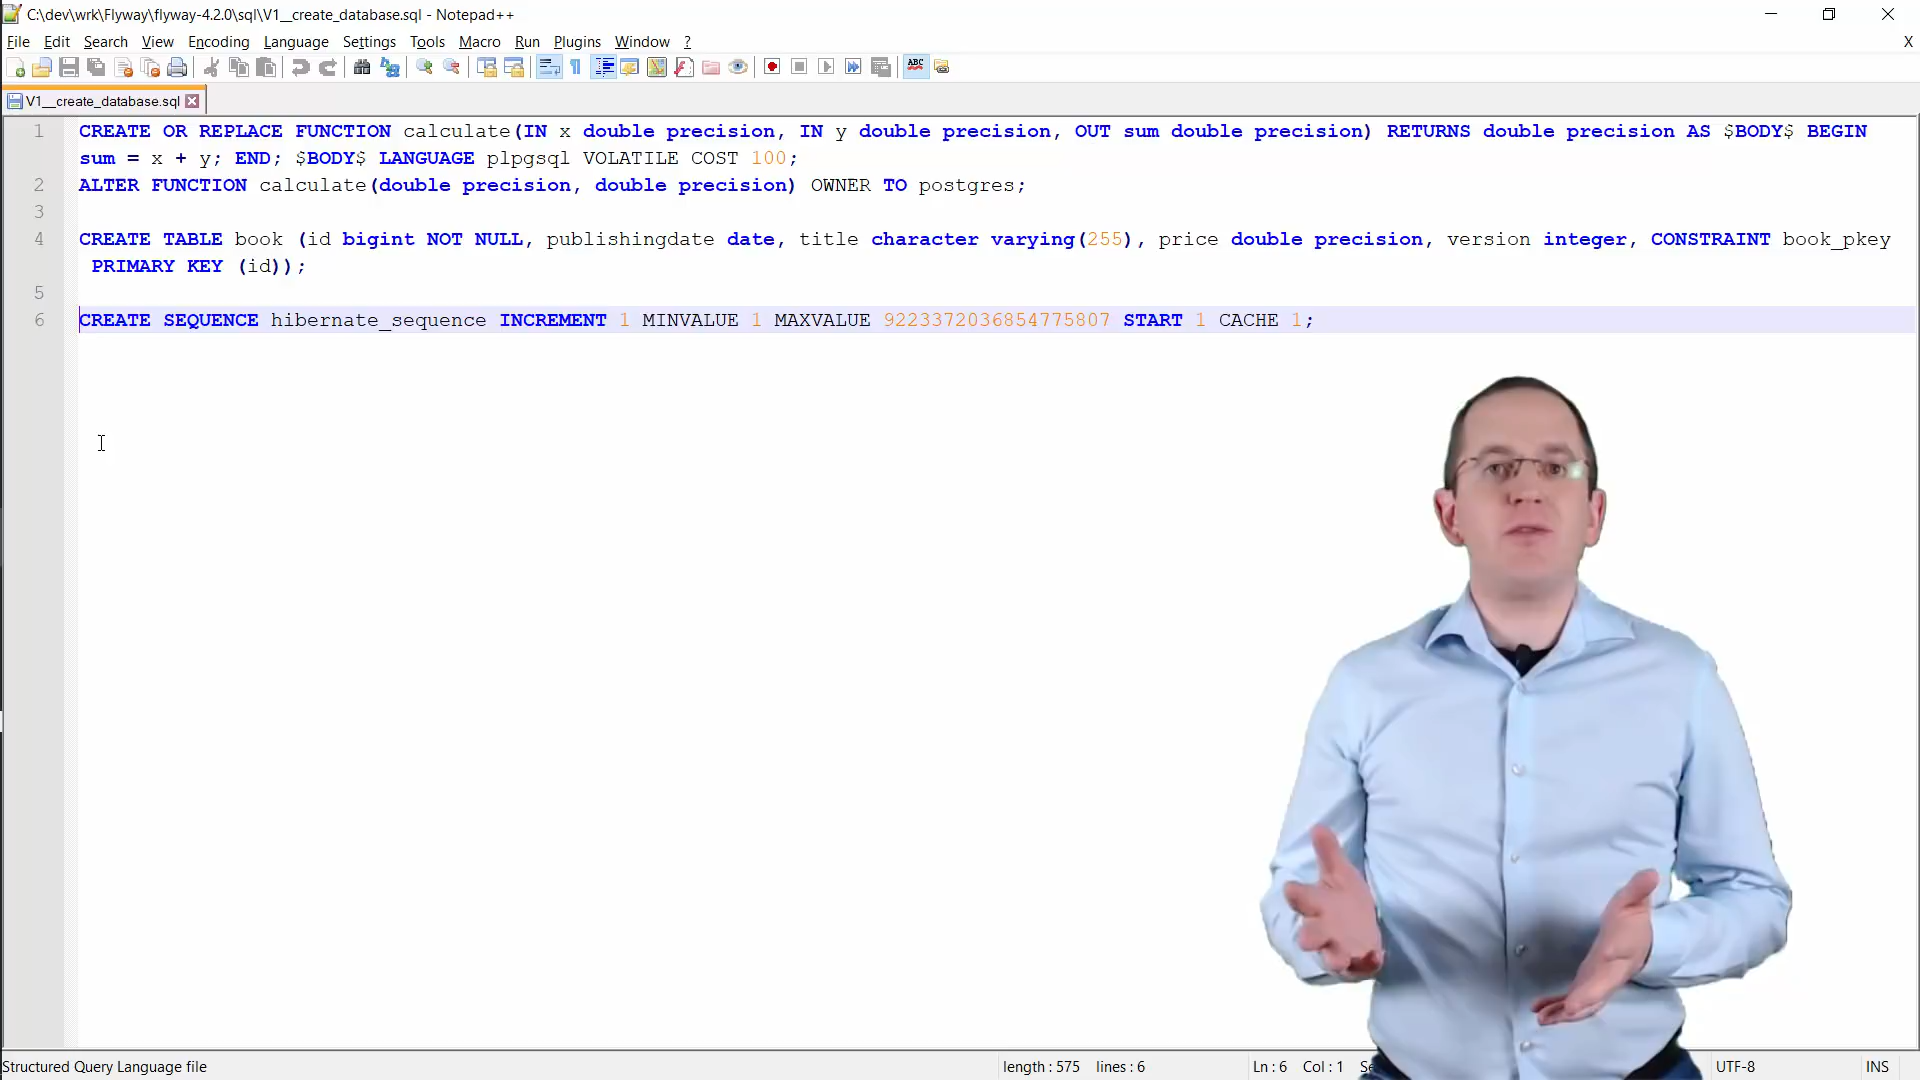 C:\dev\wrk\Flyway\flyway-4.2.0\sql\V1__create_database.sql - Notepad++
File Edit Search View Encoding Language Settings Tools Macro Run Plugins Window ? X
ABC
V1__create_database.sql
1 CREATE OR REPLACE FUNCTION calculate(IN x double precision, IN y double precision, OUT sum double precision) RETURNS double precision AS $BODY$ BEGIN
sum = x + y; END; $BODY$ LANGUAGE plpgsql VOLATILE COST 100;
2 ALTER FUNCTION calculate(double precision, double precision) OWNER TO postgres;
3
4 CREATE TABLE book (id bigint NOT NULL, publishingdate date, title character varying(255), price double precision, version integer, CONSTRAINT book_pkey
PRIMARY KEY (id));
5
6 CREATE SEQUENCE hibernate_sequence INCREMENT 1 MINVALUE 1 MAXVALUE 9223372036854775807 START 1 CACHE 1;
Structured Query Language file length : 575 lines : 6 Ln : 6 Col : 1 UTF-8 INS